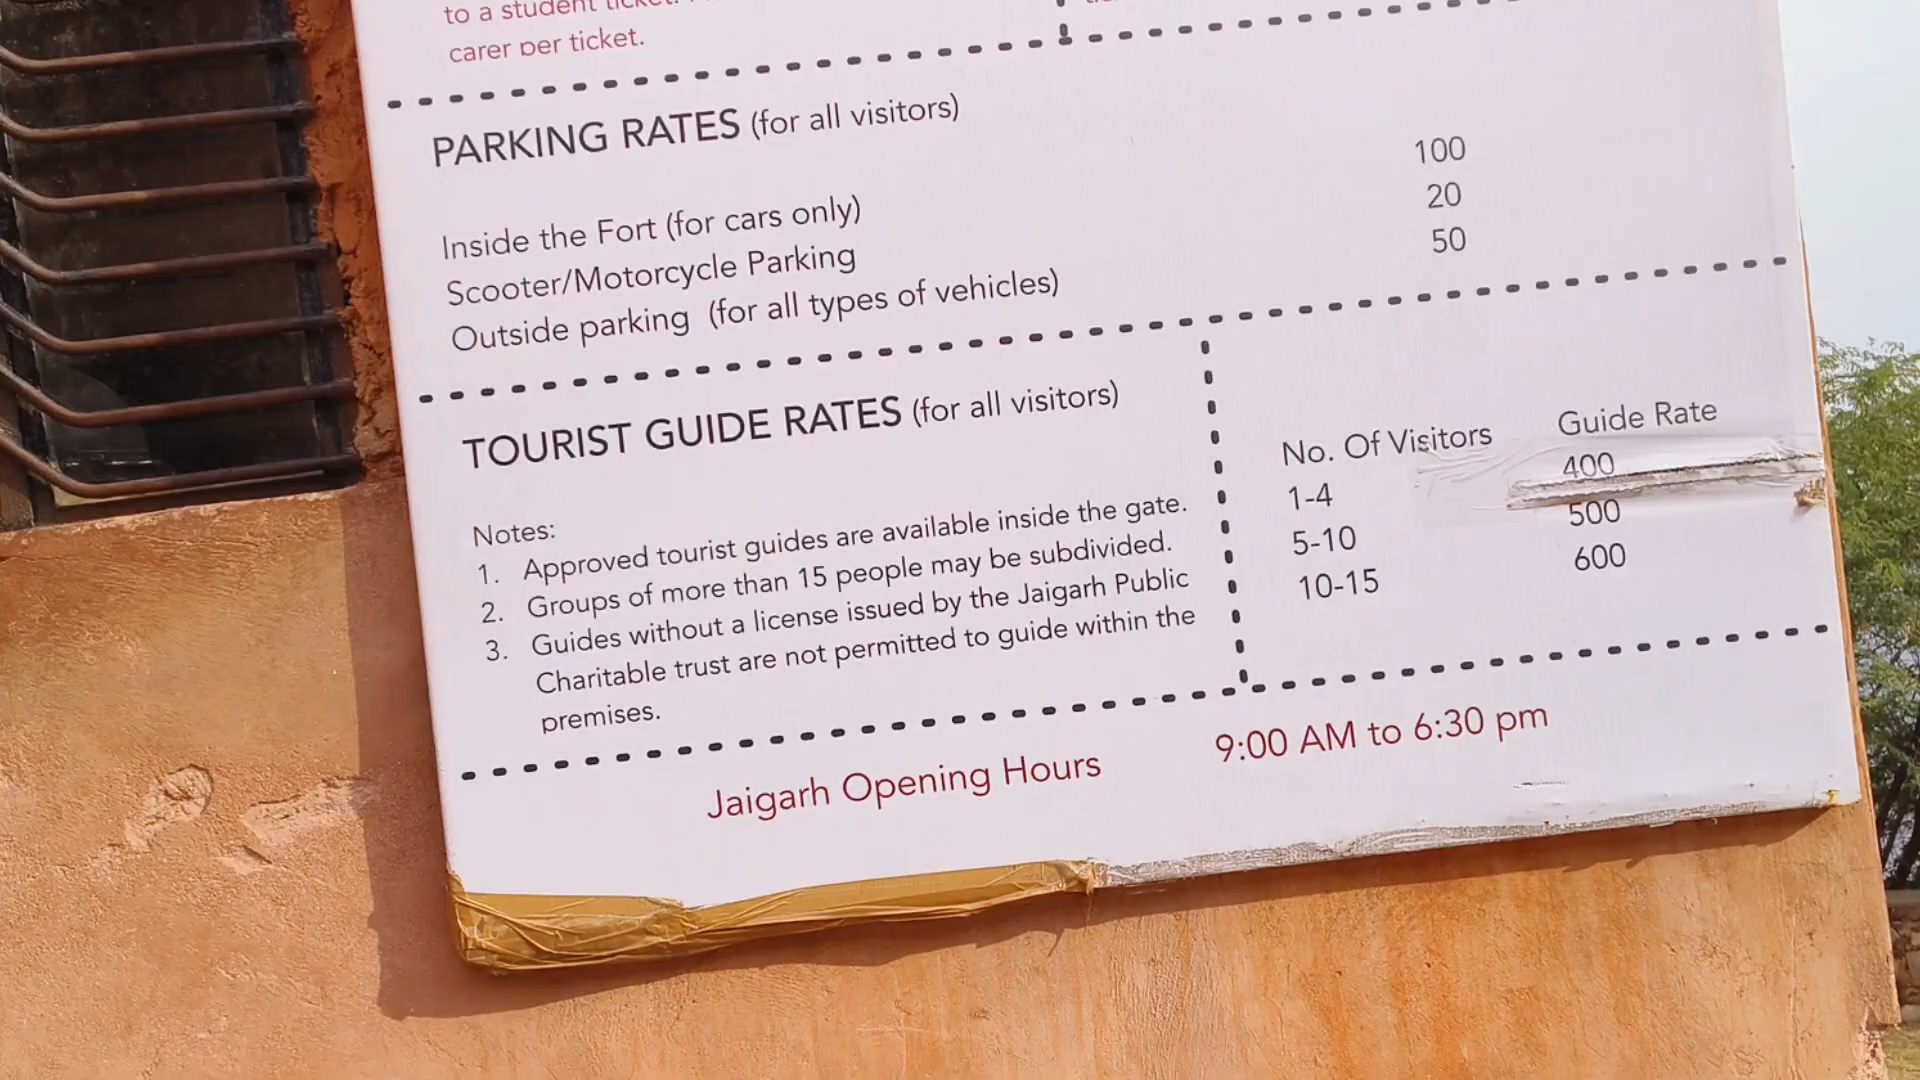 to a student ticket.
carer per ticket.
PARKING RATES (for all visitors)
Inside the Fort (for cars only) 100
Scooter/Motorcycle Parking 20
Outside parking (for all types of vehicles) 50
TOURIST GUIDE RATES (for all visitors)
Notes:
1. Approved tourist guides are available inside the gate.
2. Groups of more than 15 people may be subdivided.
3. Guides without a license issued by the Jaigarh Public
Charitable trust are not permitted to guide within the
premises.
No. Of Visitors Guide Rate
1-4 400
5-10 500
10-15 600
Jaigarh Opening Hours 9:00 AM to 6:30 pm